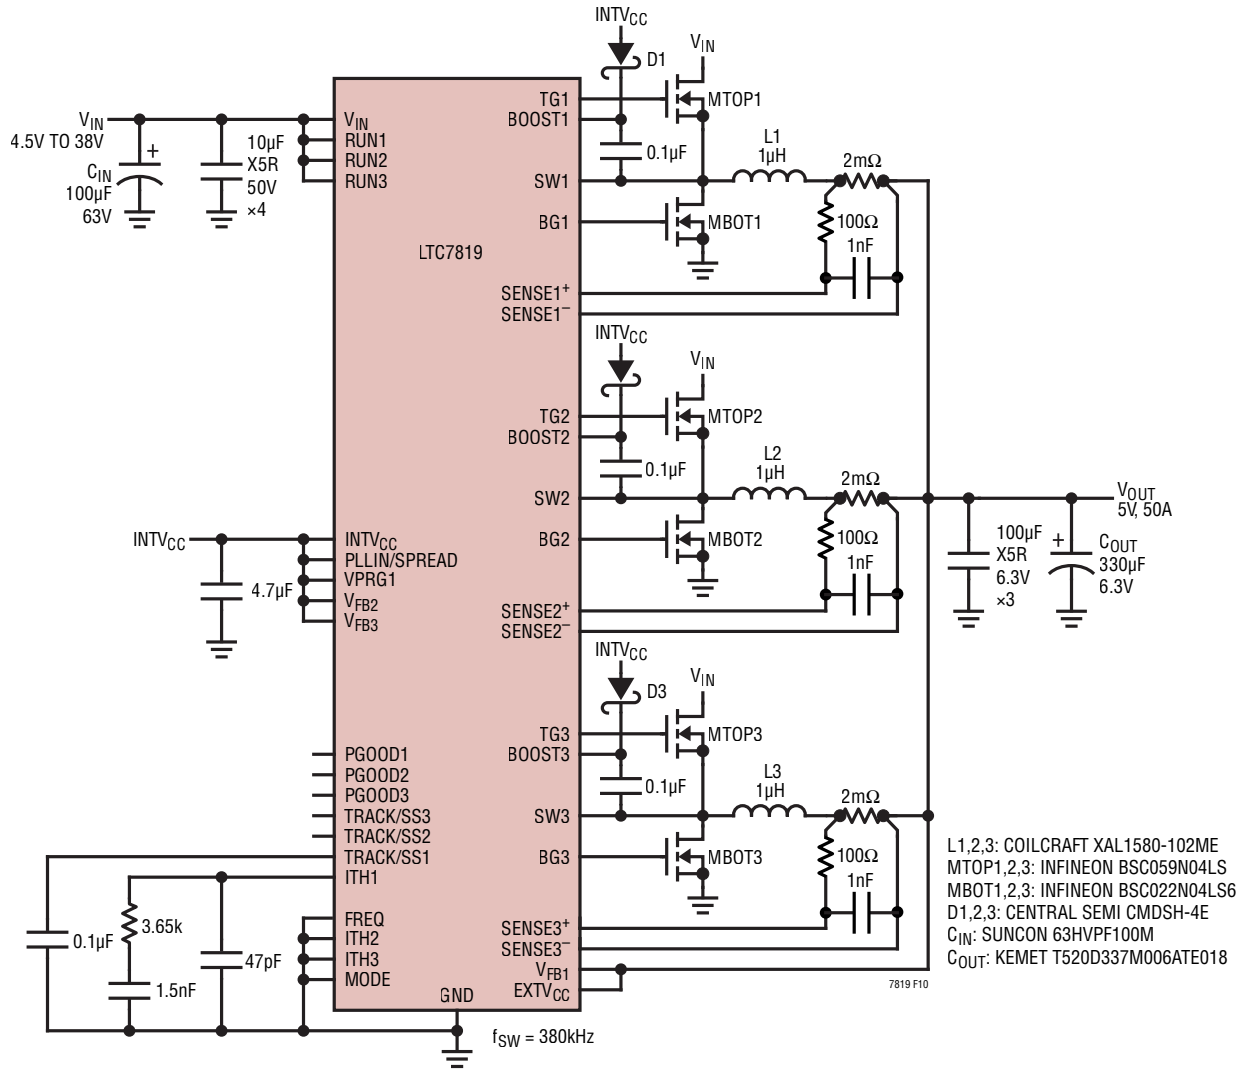 INTVCC
D1
VIN
TG1
MTOP1
BOOST1
0.1µF
L1
1µH
2mΩ
SW1
BG1
MBOT1
100Ω
1nF
SENSE1+
SENSE1–
VIN
4.5V TO 38V
CIN
100µF
63V
+
10µF
X5R
50V
×4
VIN
RUN1
RUN2
RUN3
LTC7819
INTVCC
VIN
TG2
MTOP2
BOOST2
0.1µF
L2
1µH
2mΩ
SW2
BG2
MBOT2
100Ω
1nF
SENSE2+
SENSE2–
VOUT
5V, 50A
100µF
X5R
6.3V
×3
+
COUT
330µF
6.3V
INTVCC
4.7µF
INTVCC
PLLIN/SPREAD
VPRG1
VFB2
VFB3
INTVCC
D3
VIN
TG3
MTOP3
BOOST3
0.1µF
L3
1µH
2mΩ
SW3
BG3
MBOT3
100Ω
1nF
SENSE3+
SENSE3–
VFB1
EXTVCC
PGOOD1
PGOOD2
PGOOD3
TRACK/SS3
TRACK/SS2
TRACK/SS1
ITH1
FREQ
ITH2
ITH3
MODE
GND
0.1µF
3.65k
1.5nF
47pF
fSW = 380kHz
L1,2,3: COILCRAFT XAL1580-102ME
MTOP1,2,3: INFINEON BSC059N04LS
MBOT1,2,3: INFINEON BSC022N04LS6
D1,2,3: CENTRAL SEMI CMDSH-4E
CIN: SUNCON 63HVPF100M
COUT: KEMET T520D337M006ATE018
7819 F10